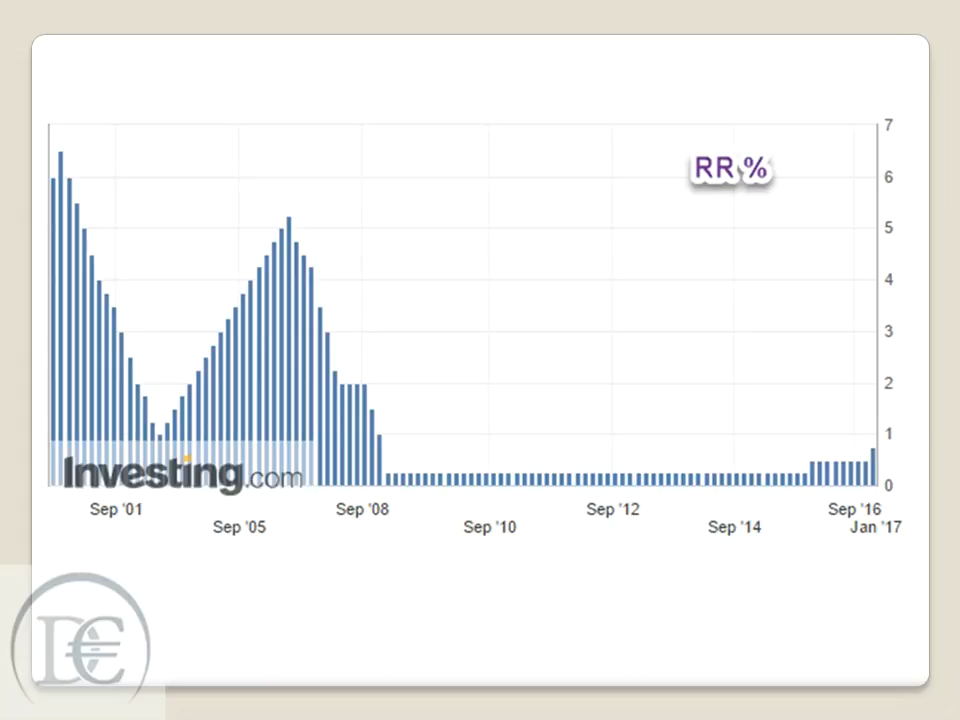 7
RR %
6
5
4
3
2
1
Investing.com
0
Sep '01
Sep '08
Sep '12
Sep '16
Sep '05
Sep '10
Sep '14
Jan '17
D€